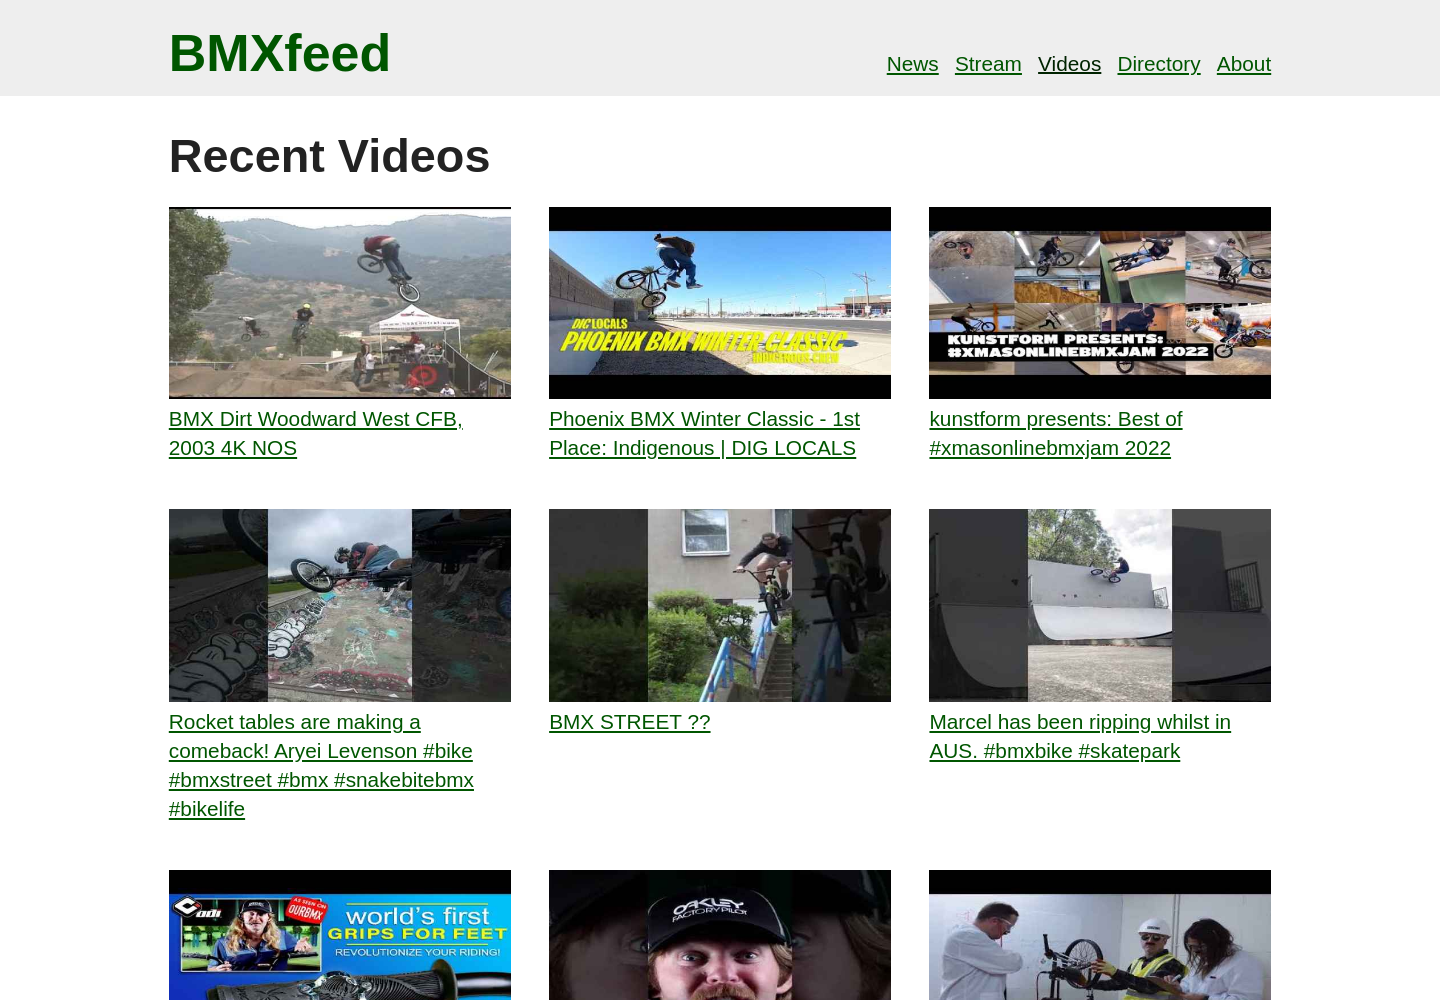 BMXfeed
News Stream Videos Directory About
Recent Videos
DIG LOCALS
PHOENIX BMX WINTER CLASSIC
INDIGENOUS CREW
KUNSTFORM PRESENTS:
#XMASONLINEBMXJAM 2022
BMX Dirt Woodward West CFB,
2003 4K NOS
Phoenix BMX Winter Classic - 1st
Place: Indigenous | DIG LOCALS
kunstform presents: Best of
#xmasonlinebmxjam 2022
Rocket tables are making a
comeback! Aryei Levenson #bike
#bmxstreet #bmx #snakebitebmx
#bikelife
BMX STREET ??
Marcel has been ripping whilst in
AUS. #bmxbike #skatepark
ODI
AS SEEN ON
OURBMX
world's first
GRIPS FOR FEET
REVOLUTIONIZE YOUR RIDING!
OAKLEY
FACTORY PILOT